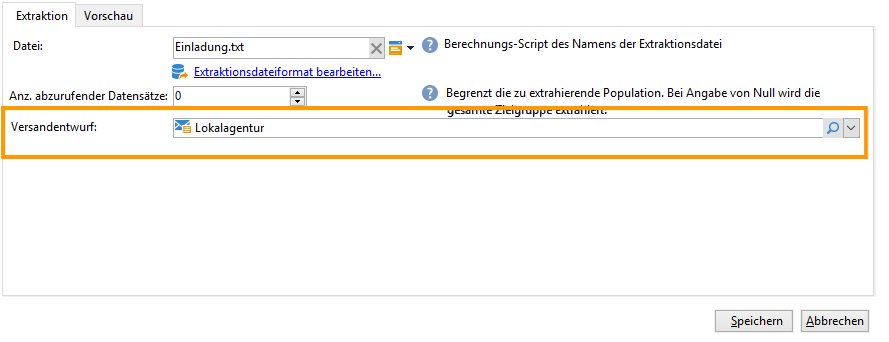 Extraktion
Vorschau
Datei:
Einladung.txt
Berechnungs-Script des Namens der Extraktionsdatei
Extraktionsdateiformat bearbeiten...
Anz. abzurufender Datensätze:
0
Begrenzt die zu extrahierende Population. Bei Angabe von Null wird die
gesamte Zielgruppe extrahiert.
Versandentwurf:
Lokalagentur
Speichern
Abbrechen